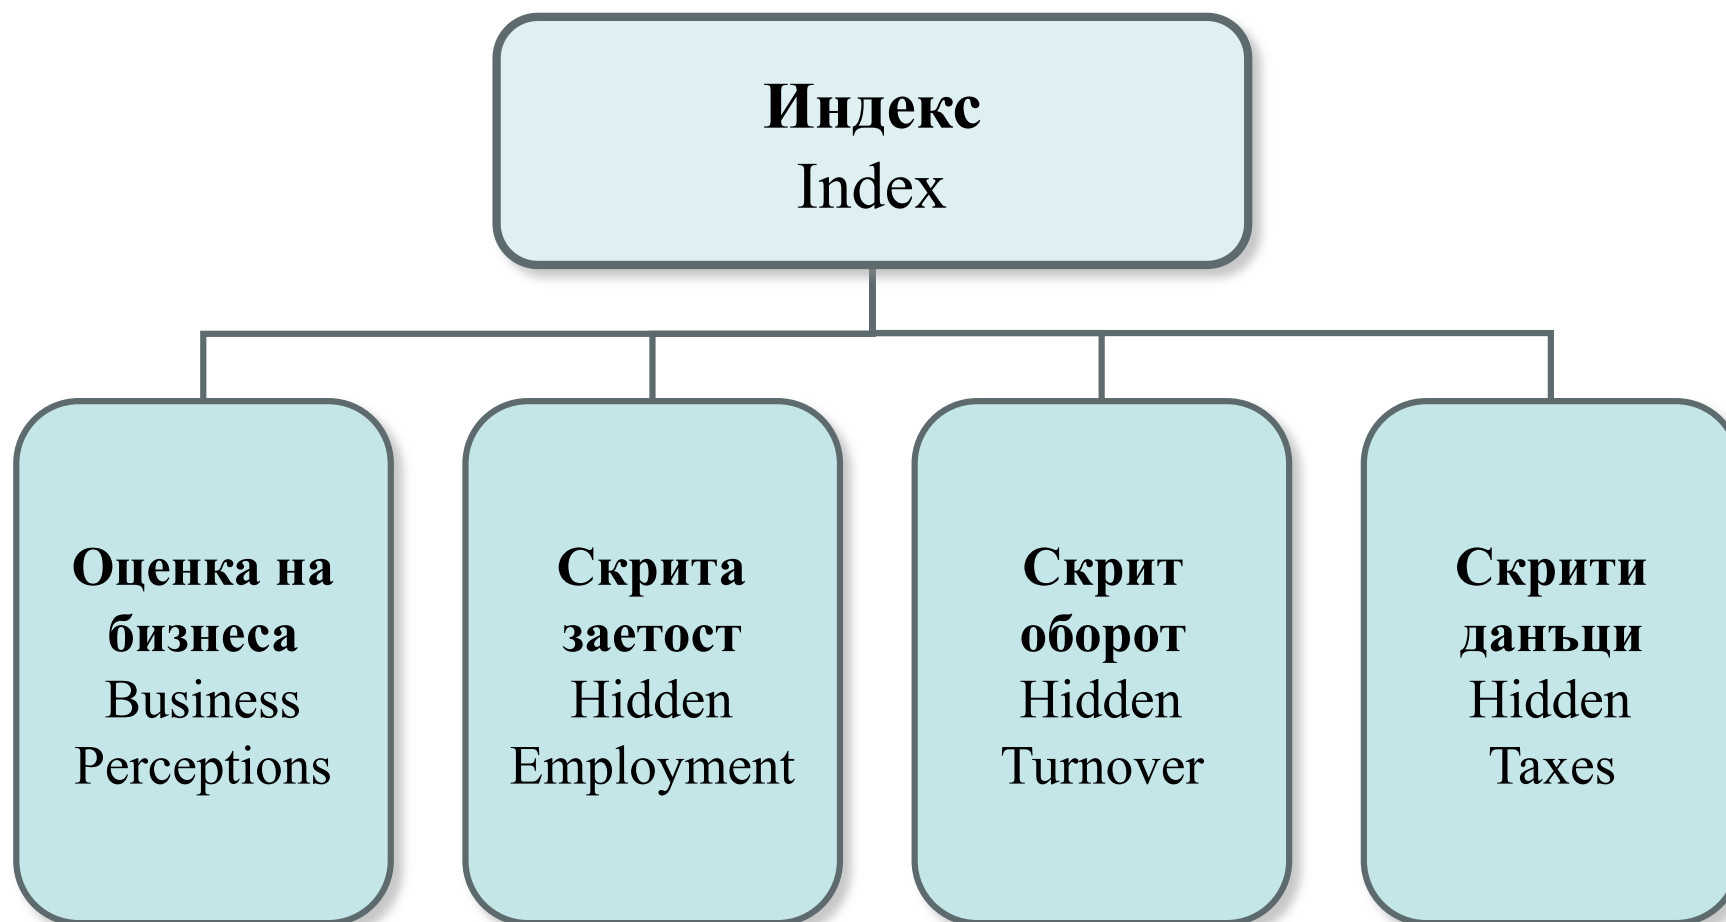 Индекс
Index
Оценка на
бизнеса
Business
Perceptions
Скрита
заетост
Hidden
Employment
Скрит
оборот
Hidden
Turnover
Скрити
данъци
Hidden
Taxes